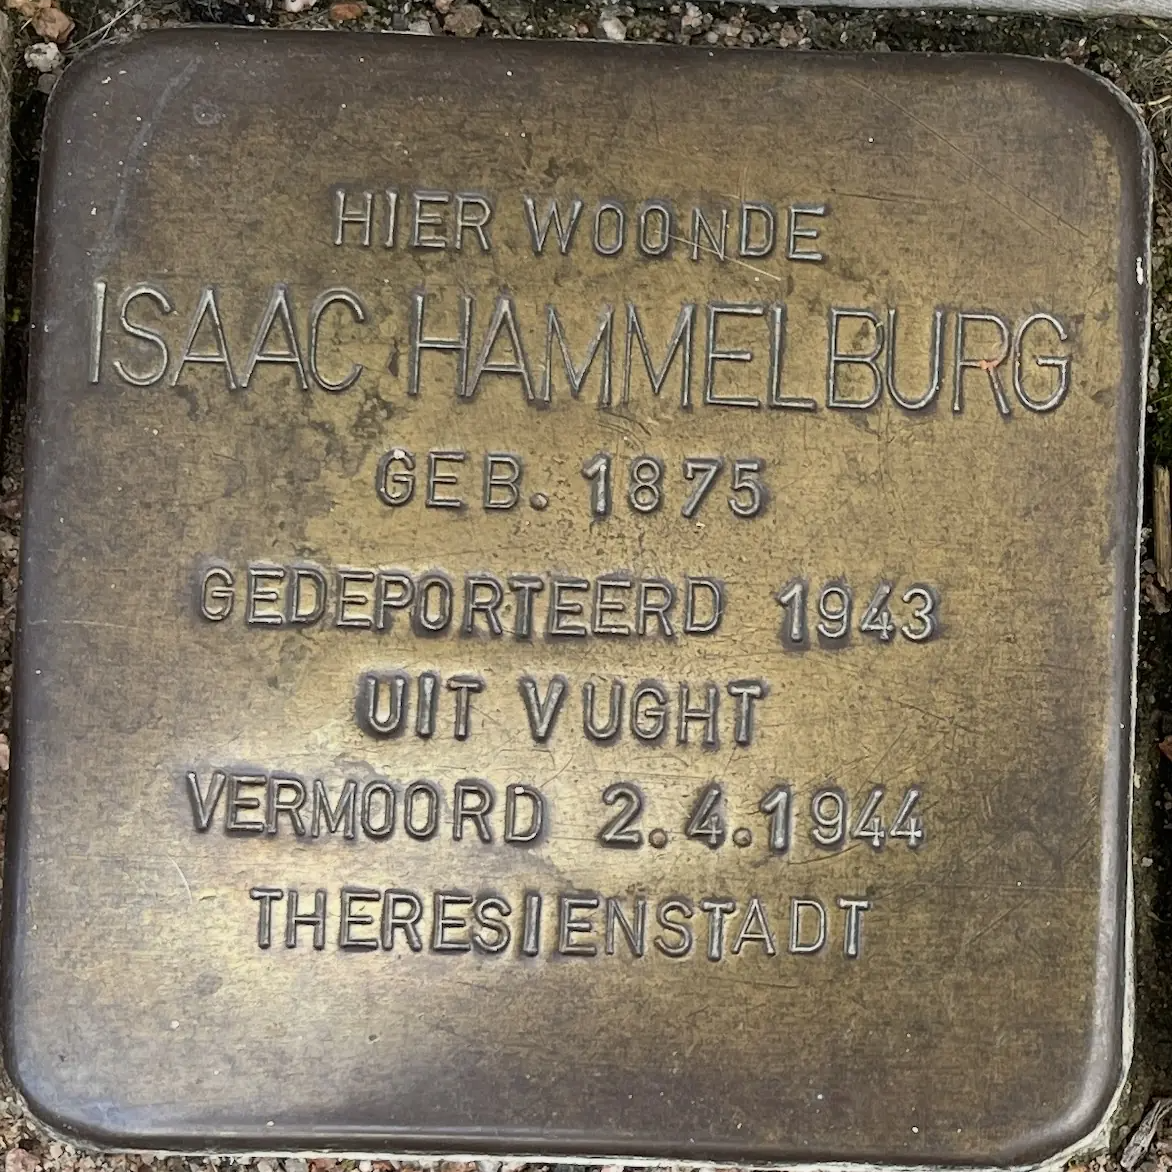 HIER WOONDE
ISAAC HAMMELBURG
GEB. 1875
GEDEPORTEERD 1943
UIT VUGHT
VERMOORD 2.4.1944
THERESIENSTADT